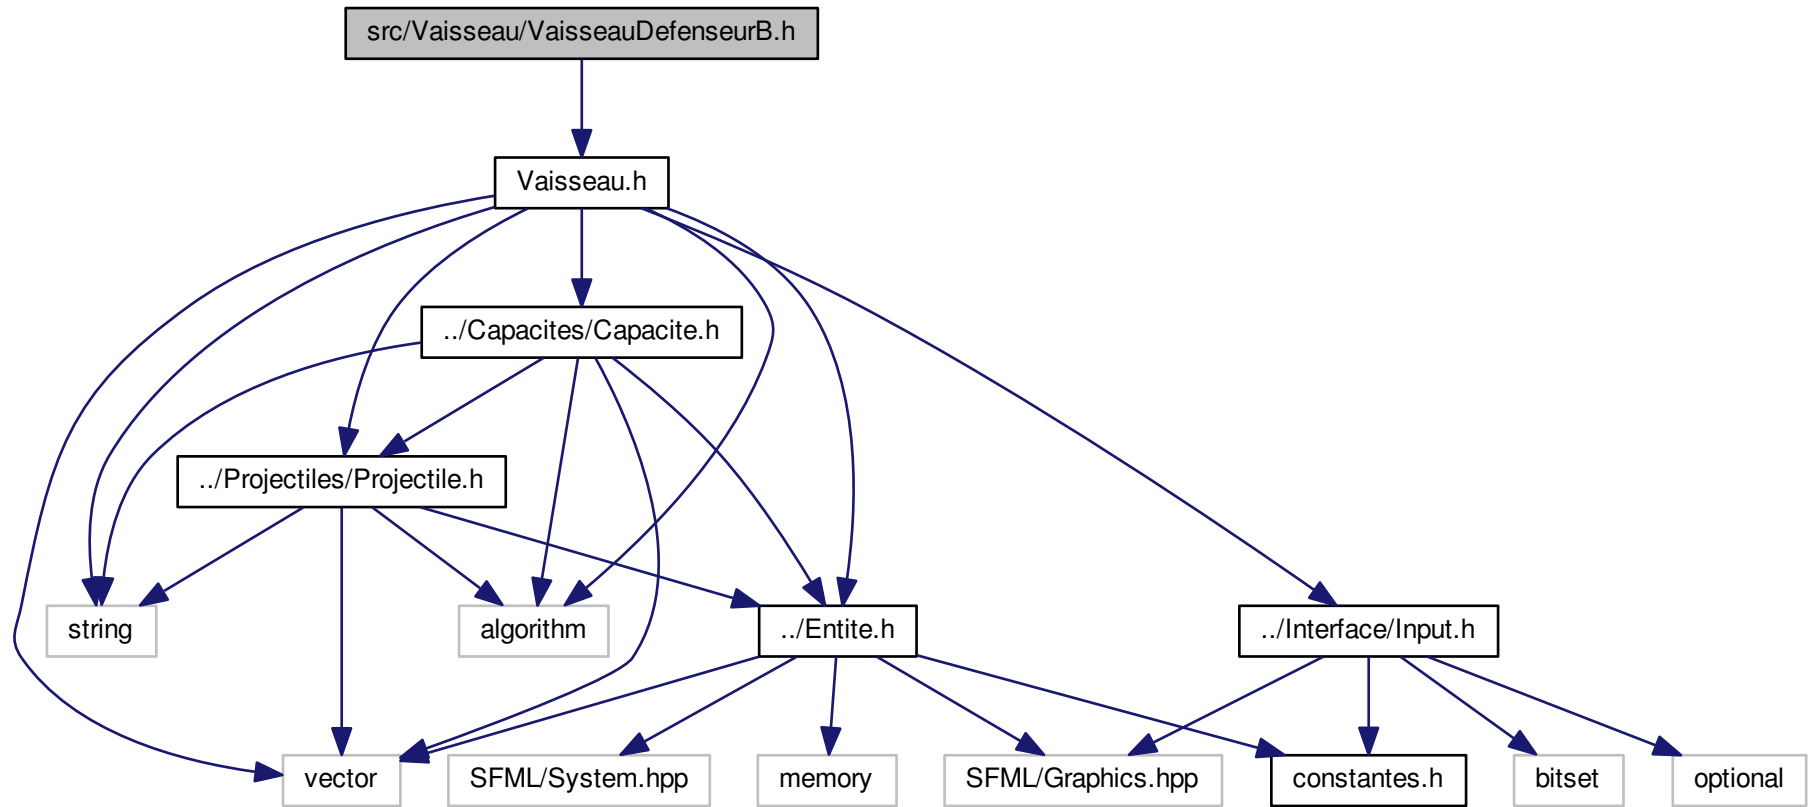 src/Vaisseau/VaisseauDefenseurB.h
Vaisseau.h
../Capacites/Capacite.h
../Projectiles/Projectile.h
string
algorithm
../Entite.h
../Interface/Input.h
vector
SFML/System.hpp
memory
SFML/Graphics.hpp
constantes.h
bitset
optional